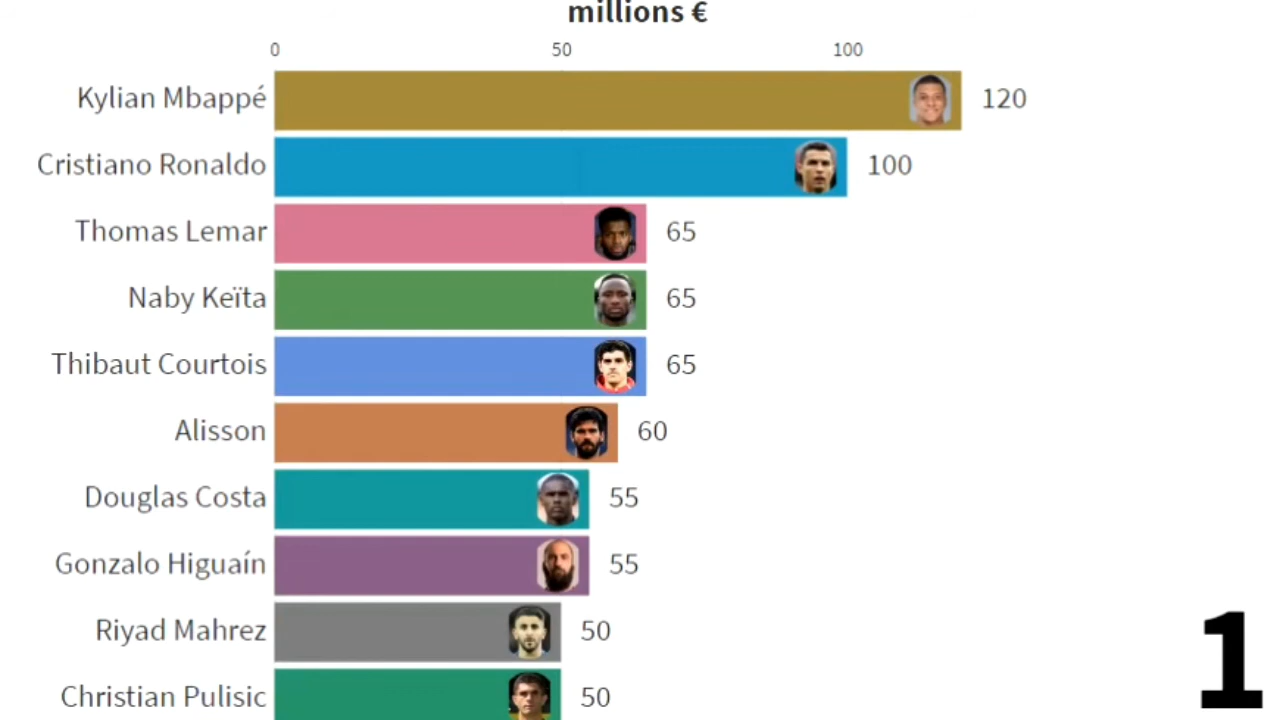 millions €
0 50 100
Kylian Mbappé 120
Cristiano Ronaldo 100
Thomas Lemar 65
Naby Keïta 65
Thibaut Courtois 65
Alisson 60
Douglas Costa 55
Gonzalo Higuaín 55
Riyad Mahrez 50
Christian Pulisic 50
1